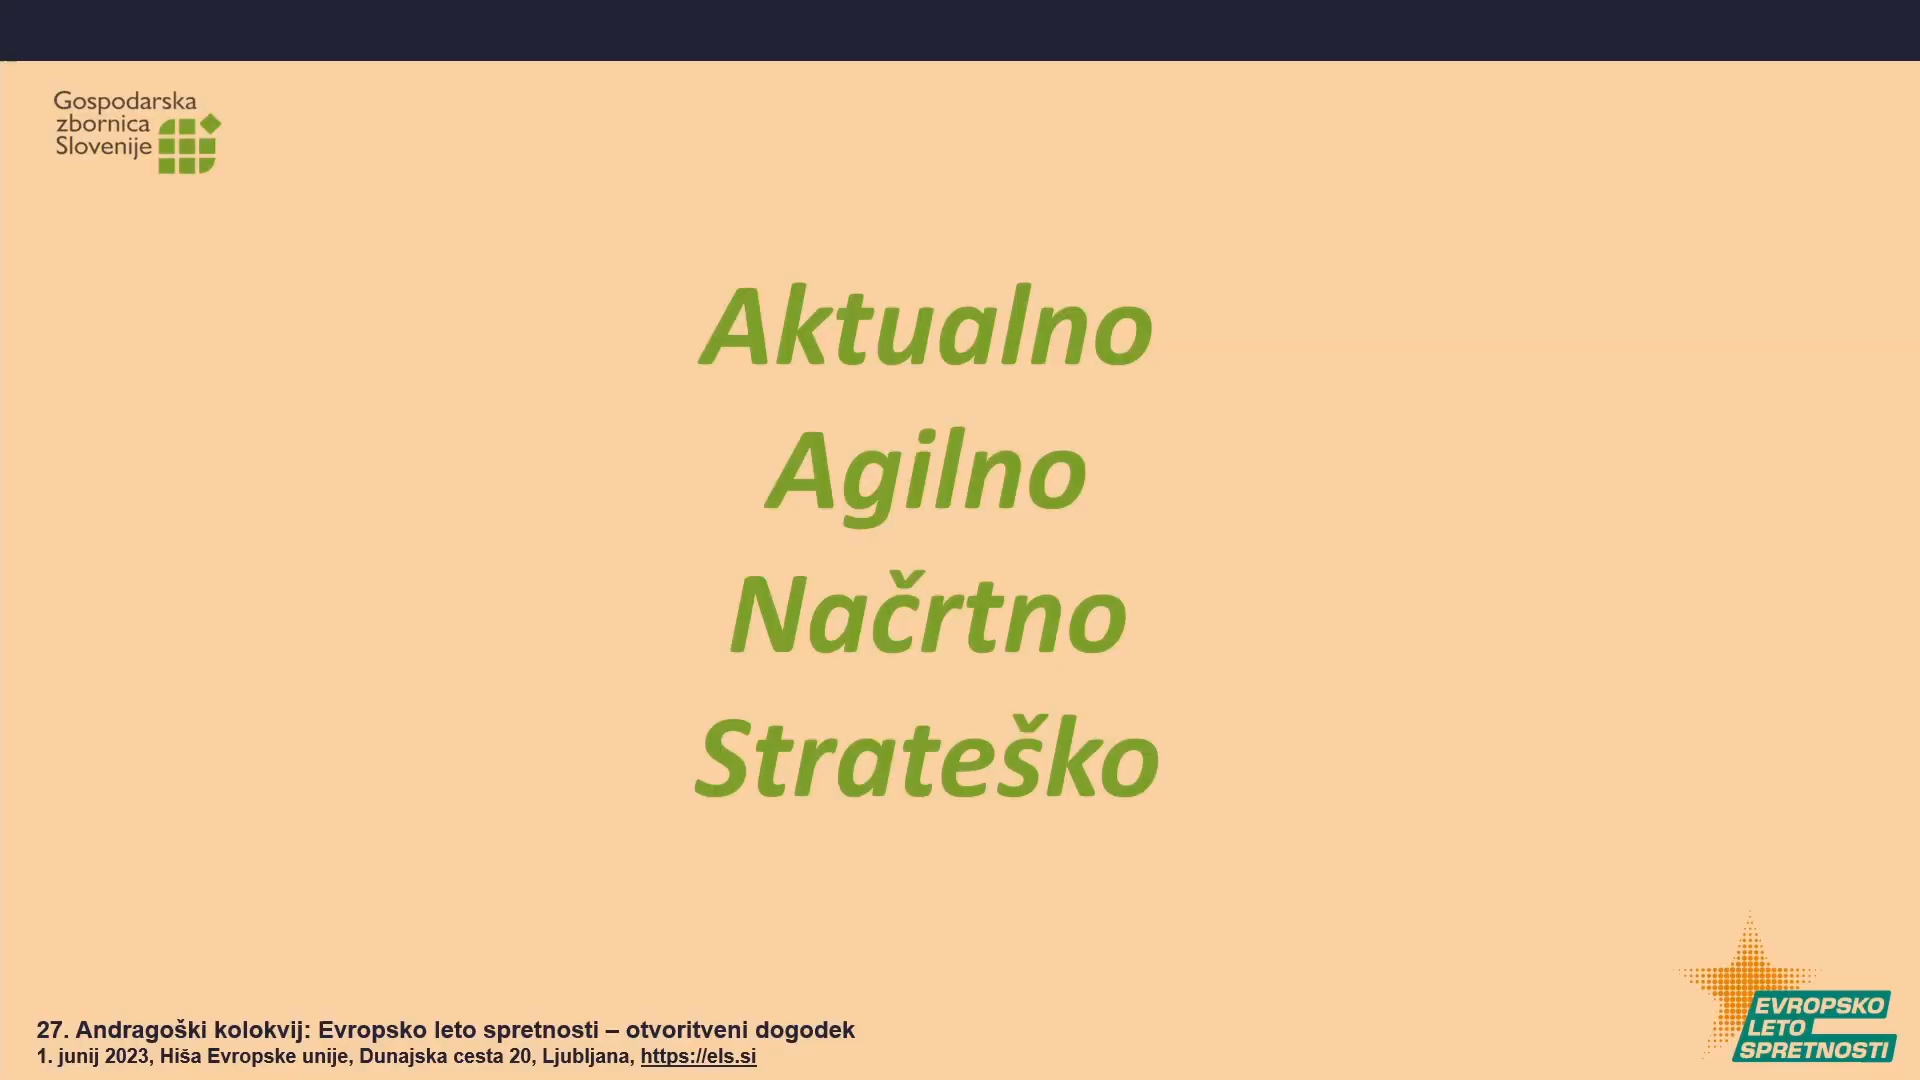 Gospodarska
zbornica
Slovenije
Aktualno
Agilno
Načrtno
Strateško
27. Andragoški kolokvij: Evropsko leto spretnosti – otvoritveni dogodek
1. junij 2023, Hiša Evropske unije, Dunajska cesta 20, Ljubljana, https://els.si
EVROPSKO
LETO
SPRETNOSTI